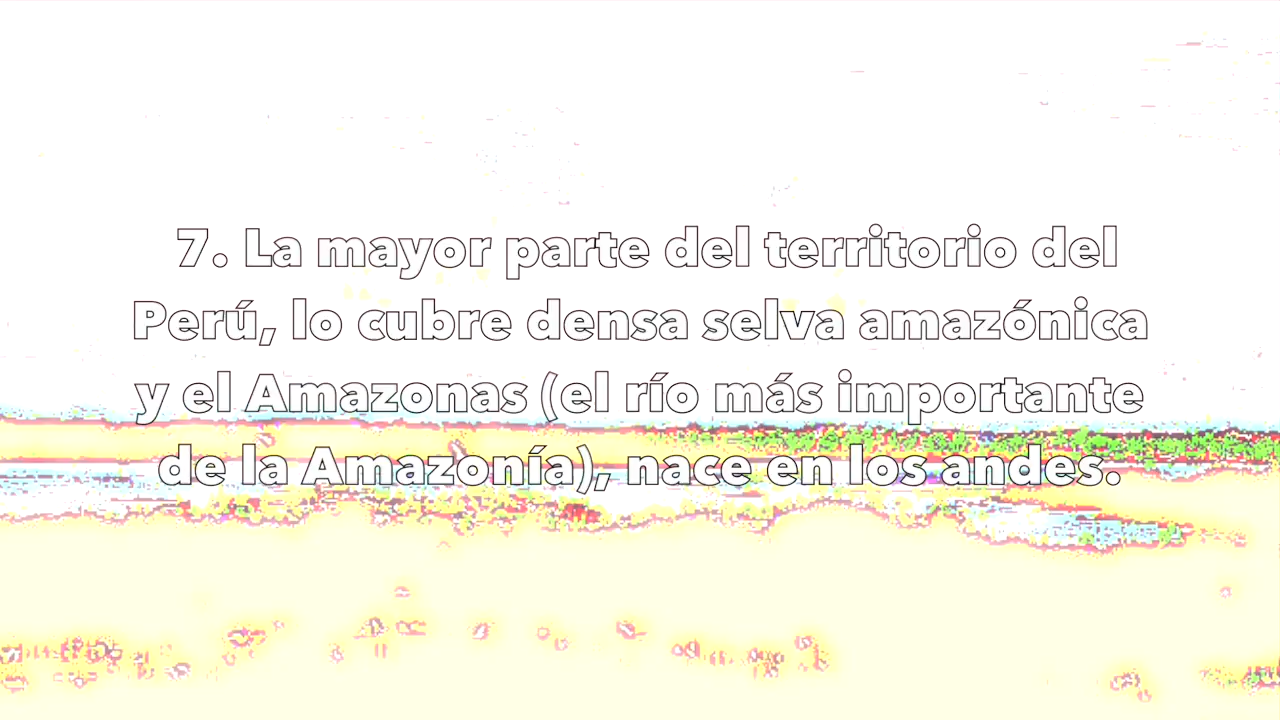 7. La mayor parte del territorio del
Perú, lo cubre densa selva amazónica
y el Amazonas (el río más importante
de la Amazonía), nace en los andes.